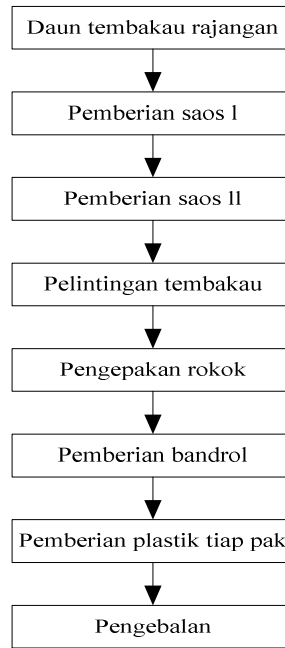 Daun tembakau rajangan
Pemberian saos l
Pemberian saos ll
Pelintingan tembakau
Pengepakan rokok
Pemberian bandrol
Pemberian plastik tiap pak
Pengebalan